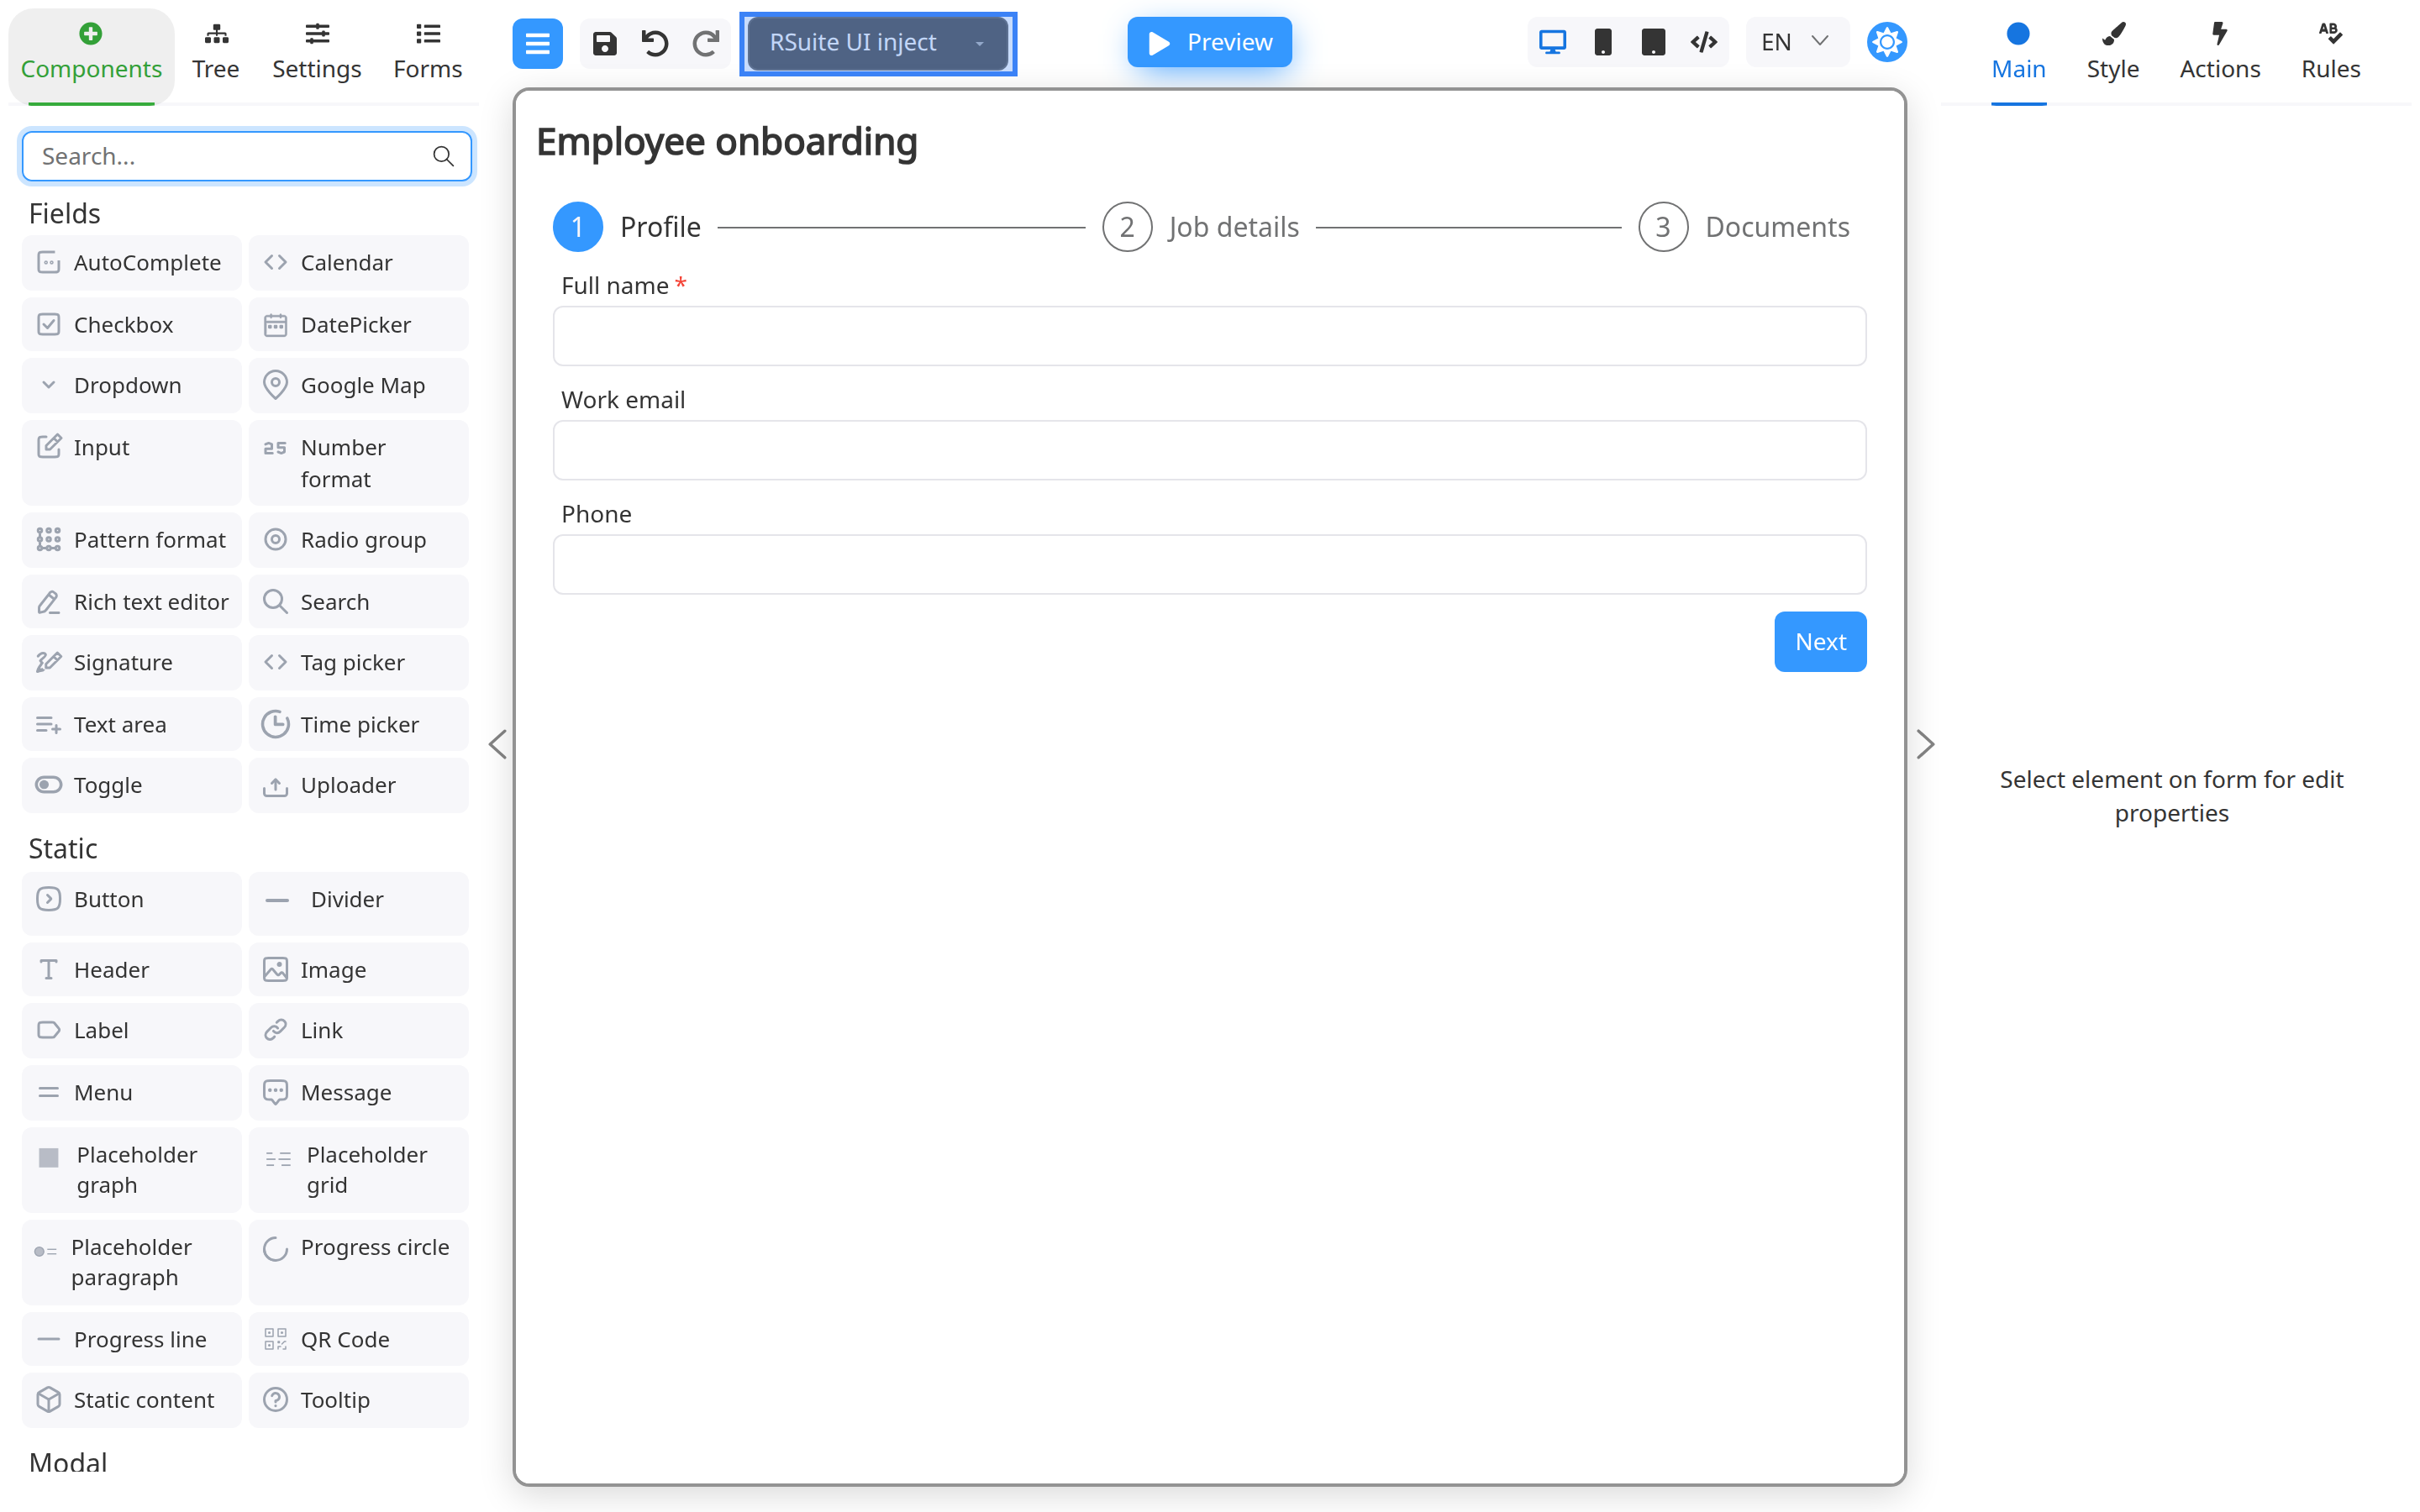 Components
Tree
Settings
Forms
RSuite UI inject
Preview
EN
Main
Style
Actions
Rules
Search...
Fields
AutoComplete
Calendar
Checkbox
DatePicker
Dropdown
Google Map
Input
Number
format
Pattern format
Radio group
Rich text editor
Search
Signature
Tag picker
Text area
Time picker
Toggle
Uploader
Static
Button
Divider
Header
Image
Label
Link
Menu
Message
Placeholder
graph
Placeholder
grid
Placeholder
paragraph
Progress circle
Progress line
QR Code
Static content
Tooltip
Modal
Employee onboarding
1 Profile
2 Job details
3 Documents
Full name *
Work email
Phone
Next
Select element on form for edit
properties